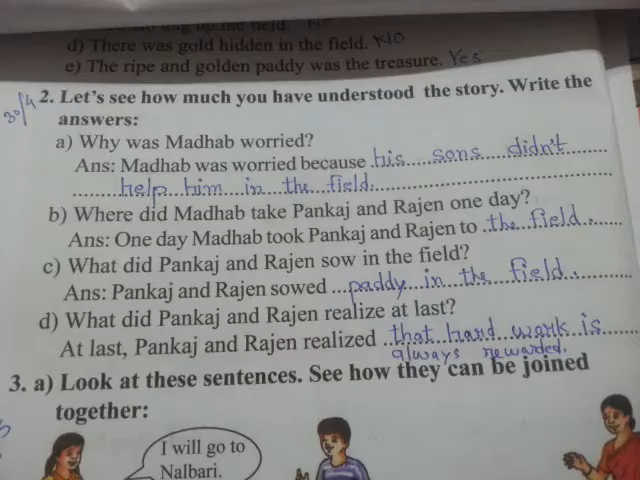 d) There was gold hidden in the field. NO
e) The ripe and golden paddy was the treasure. Yes
30/4
2. Let's see how much you have understood the story. Write the
answers:
a) Why was Madhab worried?
Ans: Madhab was worried because his sons didn't
help him in the field.
b) Where did Madhab take Pankaj and Rajen one day?
Ans: One day Madhab took Pankaj and Rajen to the field.
c) What did Pankaj and Rajen sow in the field?
Ans: Pankaj and Rajen sowed paddy in the field.
d) What did Pankaj and Rajen realize at last?
At last, Pankaj and Rajen realized that hard work is
always rewarded.
3. a) Look at these sentences. See how they can be joined
together:
I will go to
Nalbari.